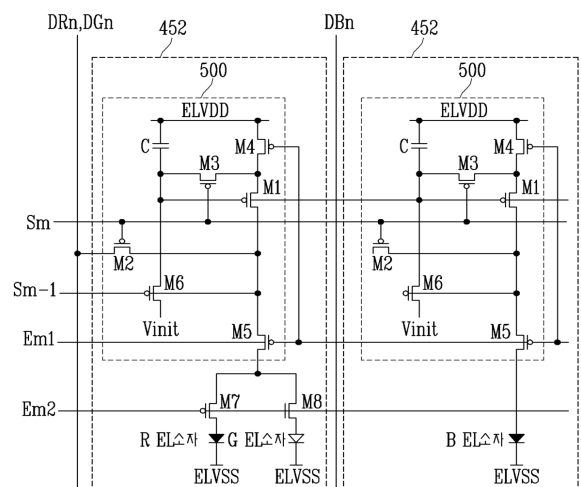 DRn,DGn
452
DBn
452
500
500
ELVDD
ELVDD
C
M4
C
M4
M3
M3
M1
M1
Sm
M2
M2
M6
M6
Sm-1
Vinit
Vinit
M5
M5
Em1
M7
M8
Em2
R EL소자
G EL소자
B EL소자
ELVSS
ELVSS
ELVSS